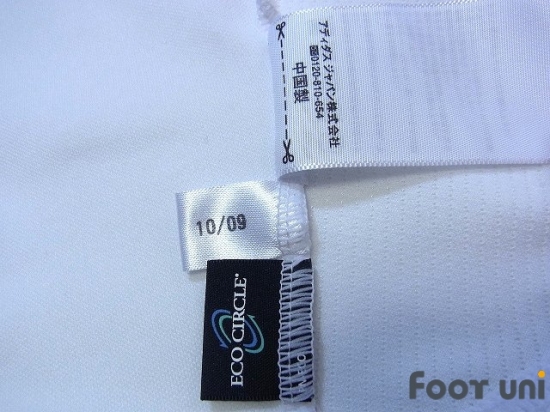 アディダス ジャパン株式会社
0120-810-654
中国製
10/09
ECO CIRCLE®
Foot uni